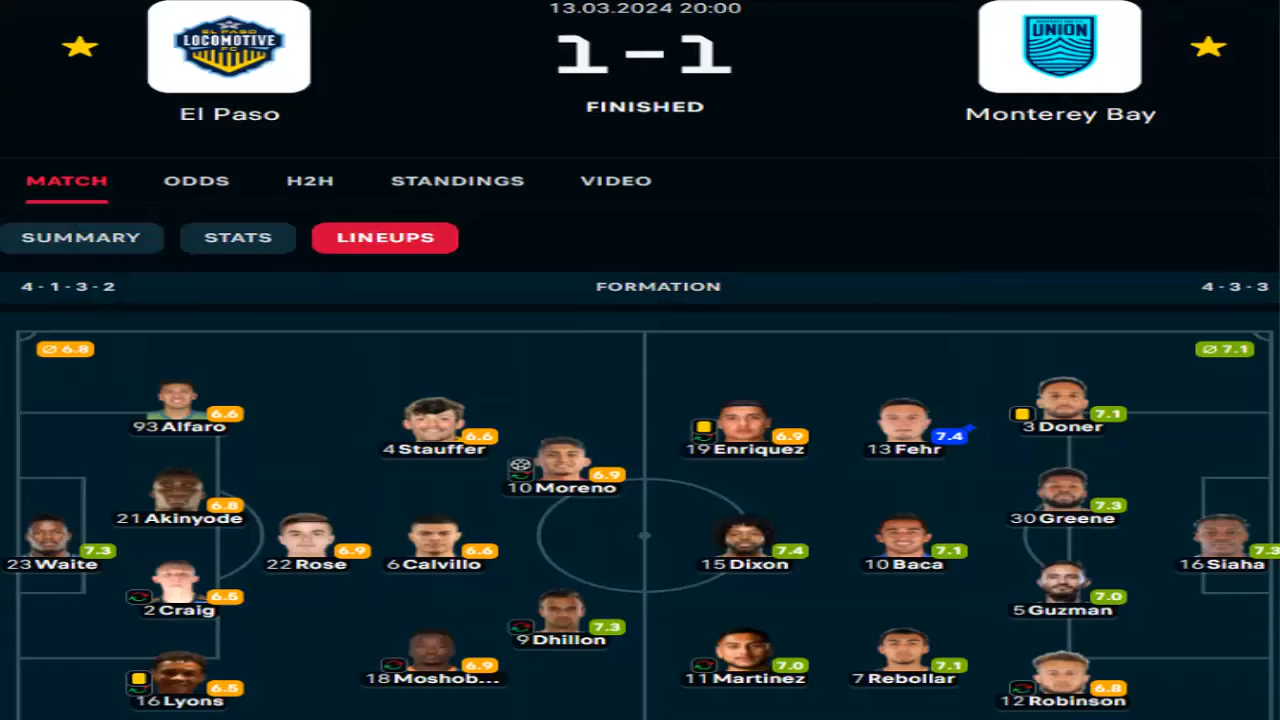 13.03.2024 20:00
EL PASO
LOCOMOTIVE
FC
UNION
1-1
FINISHED
El Paso
Monterey Bay
MATCH ODDS H2H STANDINGS VIDEO
SUMMARY STATS LINEUPS
4 - 1 - 3 - 2 FORMATION 4 - 3 - 3
Ø 6.8
Ø 7.1
6.6
93 Alfaro
6.6
4 Stauffer
6.9
10 Moreno
6.8
21 Akinyode
7.3
23 Waite
6.9
22 Rose
6.6
6 Calvillo
6.5
2 Craig
7.3
9 Dhillon
6.9
18 Moshob...
6.5
16 Lyons
6.9
19 Enriquez
7.4
13 Fehr
7.1
3 Doner
7.3
30 Greene
7.4
15 Dixon
7.1
10 Baca
7.3
16 Siaha
7.0
5 Guzman
7.0
11 Martinez
7.1
7 Rebollar
6.8
12 Robinson